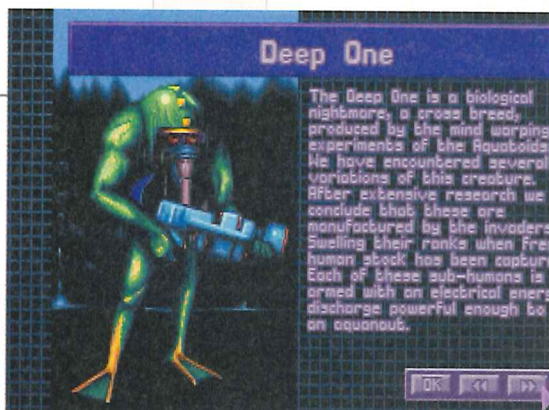 Deep One
The Deep One is a biological
nightmare, a cross breed,
produced by the mind warping
experiments of the Aquatoids
We have encountered several
variations of this creature.
After extensive research we
conclude that these are
manufactured by the invaders
Swelling their ranks when fre
human stock has been captur
Each of these sub-humans is
armed with an electrical ener
discharge powerful enough to
an aquanaut.
OK << >>